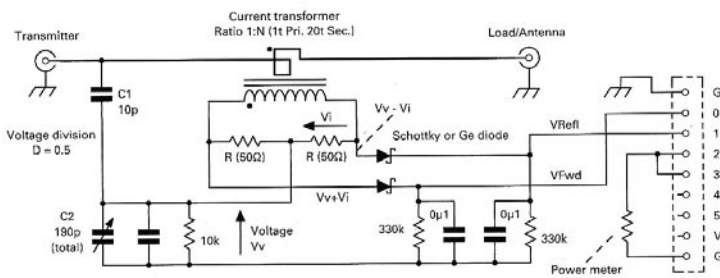 Current transformer
Ratio 1:N (1t Pri. 20t Sec.)
Transmitter
Load/Antenna
C1
10p
Vi
Vv - Vi
Voltage division
D = 0.5
R (50Ω)
R (50Ω)
Schottky or Ge diode
VRefl
VFwd
Vv+Vi
C2
190p
(total)
10k
Voltage
Vv
330k
0µ1
0µ1
330k
Power meter
G
0
1
2
3
4
5
V
G